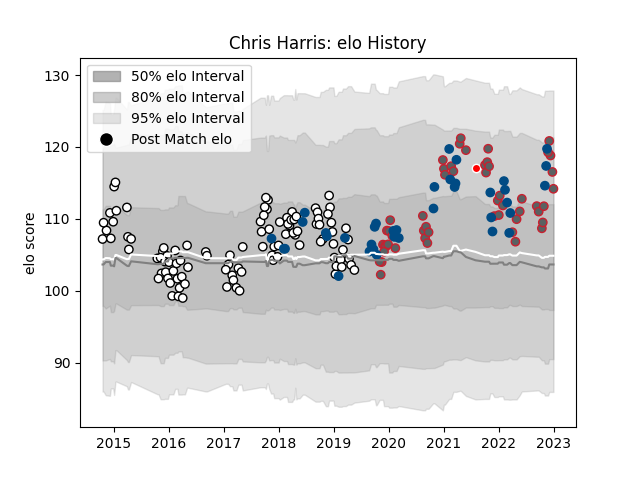 Chris Harris: elo History
50% elo Interval
80% elo Interval
95% elo Interval
Post Match elo
elo score
130
120
110
100
90
2015 2016 2017 2018 2019 2020 2021 2022 2023